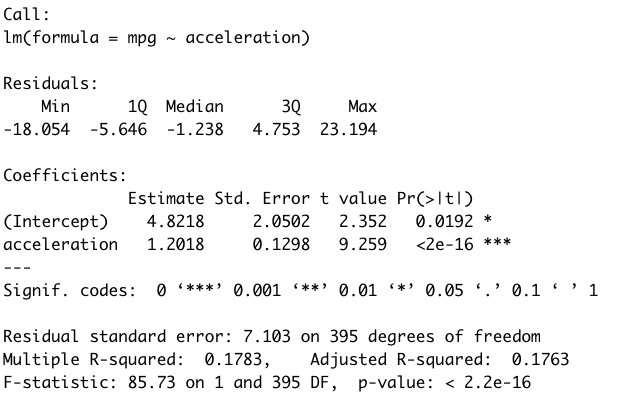 Call:
lm(formula = mpg ~ acceleration)
Residuals:
Min 1Q Median 3Q Max
-18.054 -5.646 -1.238 4.753 23.194
Coefficients:
Estimate Std. Error t value Pr(>|t|)
(Intercept) 4.8218 2.0502 2.352 0.0192 *
acceleration 1.2018 0.1298 9.259 <2e-16 ***
---
Signif. codes: 0 ‘***’ 0.001 ‘**’ 0.01 ‘*’ 0.05 ‘.’ 0.1 ‘ ’ 1
Residual standard error: 7.103 on 395 degrees of freedom
Multiple R-squared: 0.1783, Adjusted R-squared: 0.1763
F-statistic: 85.73 on 1 and 395 DF, p-value: < 2.2e-16